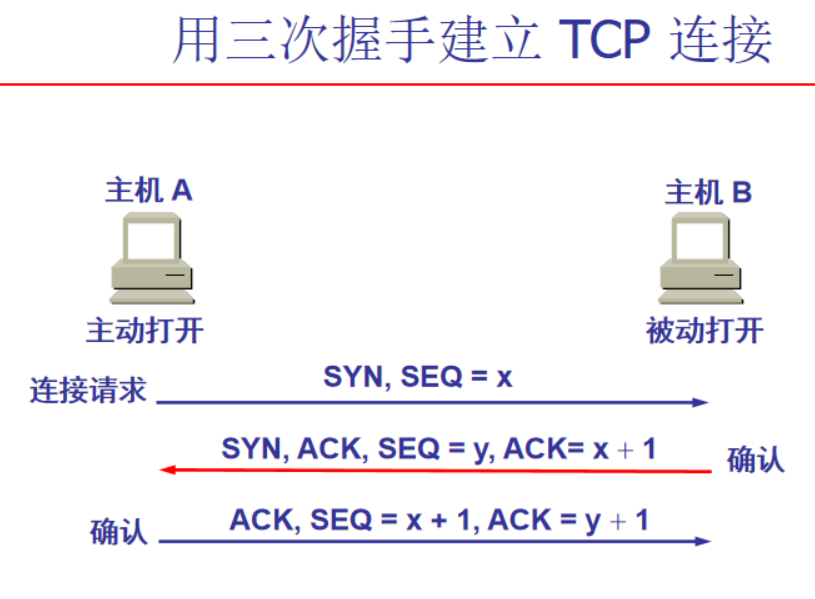 用三次握手建立 TCP 连接
主机 A
主机 B
主动打开
被动打开
连接请求
SYN, SEQ = x
SYN, ACK, SEQ = y, ACK= x + 1
确认
确认
ACK, SEQ = x + 1, ACK = y + 1